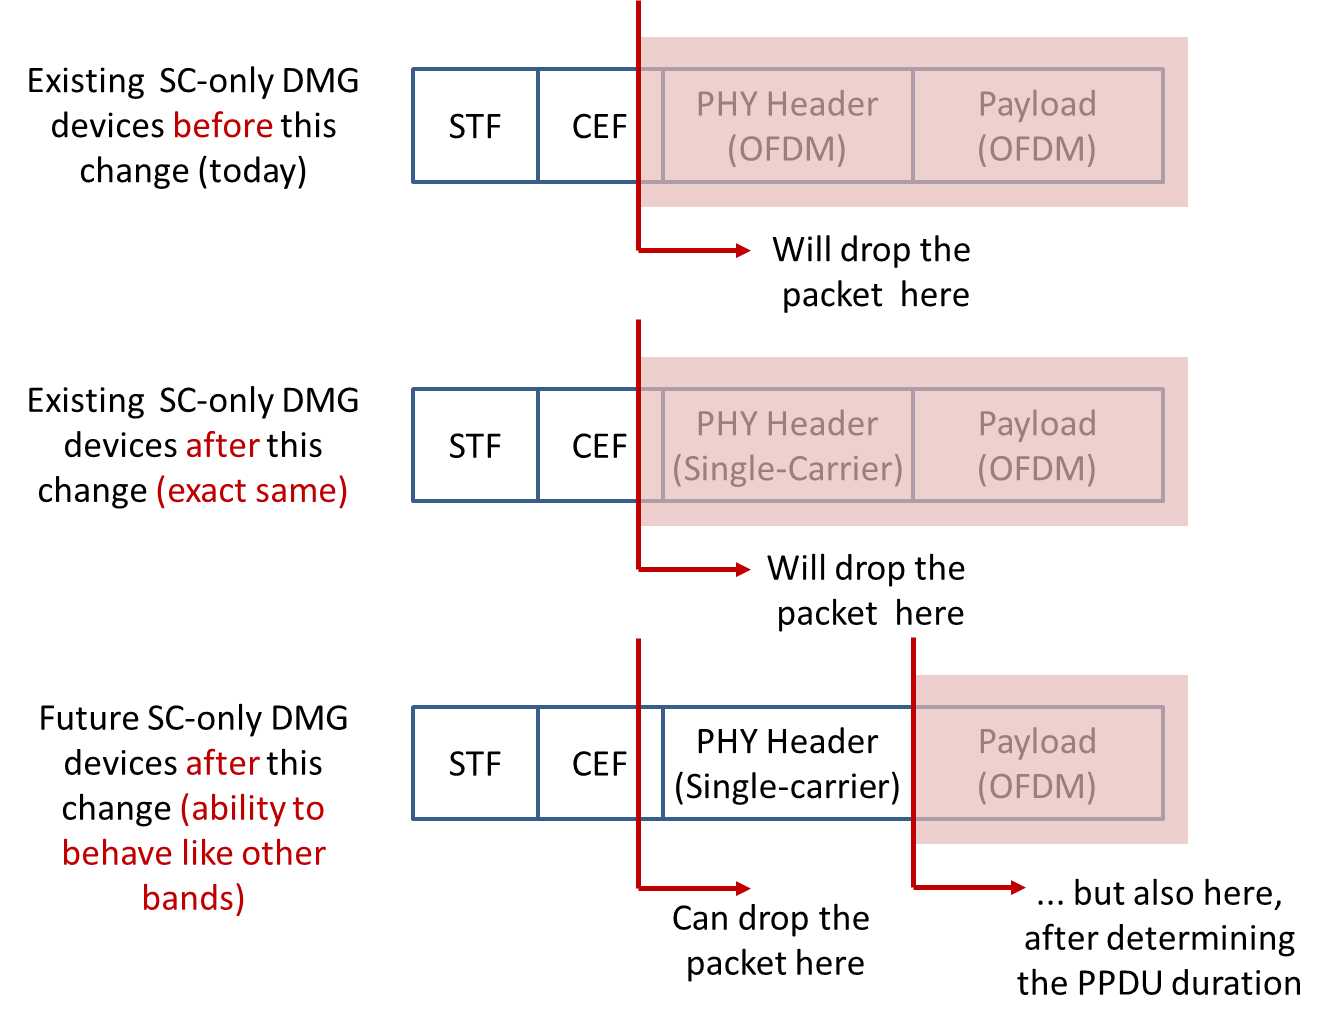 Existing SC-only DMG
devices before this
change (today)
STF
CEF
PHY Header
(OFDM)
Payload
(OFDM)
Will drop the
packet here
Existing SC-only DMG
devices after this
change (exact same)
STF
CEF
PHY Header
(Single-Carrier)
Payload
(OFDM)
Will drop the
packet here
Future SC-only DMG
devices after this
change (ability to
behave like other
bands)
STF
CEF
PHY Header
(Single-carrier)
Payload
(OFDM)
Can drop the
packet here
... but also here,
after determining
the PPDU duration